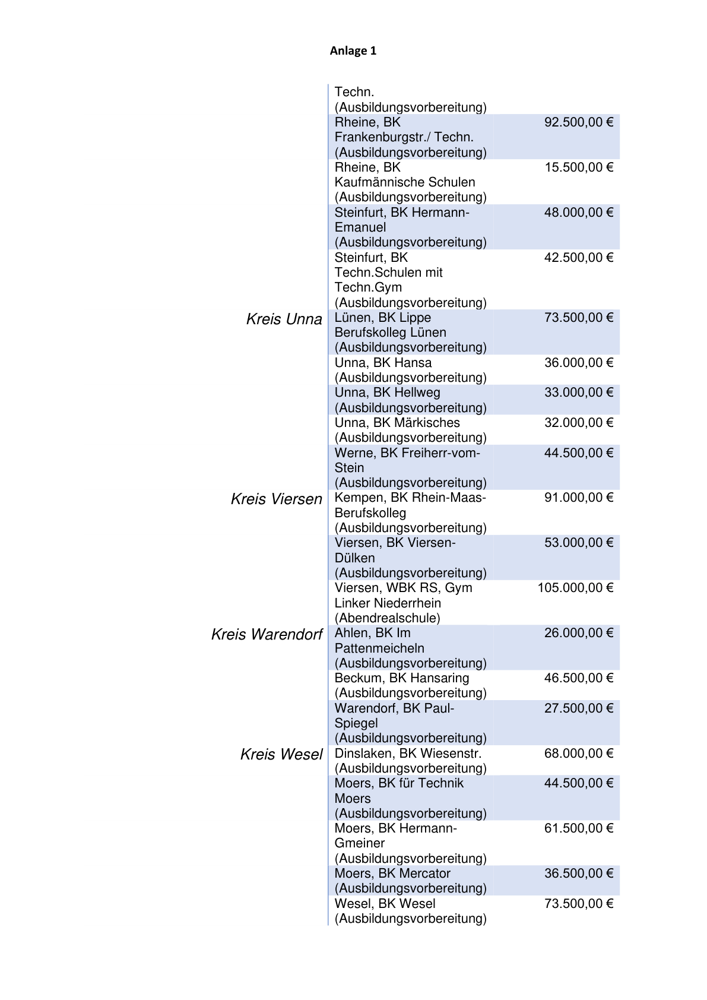 Anlage 1
Techn.
(Ausbildungsvorbereitung)
Rheine, BK 92.500,00 €
Frankenburgstr./ Techn.
(Ausbildungsvorbereitung)
Rheine, BK 15.500,00 €
Kaufmännische Schulen
(Ausbildungsvorbereitung)
Steinfurt, BK Hermann- 48.000,00 €
Emanuel
(Ausbildungsvorbereitung)
Steinfurt, BK 42.500,00 €
Techn.Schulen mit
Techn.Gym
(Ausbildungsvorbereitung)
Kreis Unna Lünen, BK Lippe 73.500,00 €
Berufskolleg Lünen
(Ausbildungsvorbereitung)
Unna, BK Hansa 36.000,00 €
(Ausbildungsvorbereitung)
Unna, BK Hellweg 33.000,00 €
(Ausbildungsvorbereitung)
Unna, BK Märkisches 32.000,00 €
(Ausbildungsvorbereitung)
Werne, BK Freiherr-vom- 44.500,00 €
Stein
(Ausbildungsvorbereitung)
Kreis Viersen Kempen, BK Rhein-Maas- 91.000,00 €
Berufskolleg
(Ausbildungsvorbereitung)
Viersen, BK Viersen- 53.000,00 €
Dülken
(Ausbildungsvorbereitung)
Viersen, WBK RS, Gym 105.000,00 €
Linker Niederrhein
(Abendrealschule)
Kreis Warendorf Ahlen, BK Im 26.000,00 €
Pattenmeicheln
(Ausbildungsvorbereitung)
Beckum, BK Hansaring 46.500,00 €
(Ausbildungsvorbereitung)
Warendorf, BK Paul- 27.500,00 €
Spiegel
(Ausbildungsvorbereitung)
Kreis Wesel Dinslaken, BK Wiesenstr. 68.000,00 €
(Ausbildungsvorbereitung)
Moers, BK für Technik 44.500,00 €
Moers
(Ausbildungsvorbereitung)
Moers, BK Hermann- 61.500,00 €
Gmeiner
(Ausbildungsvorbereitung)
Moers, BK Mercator 36.500,00 €
(Ausbildungsvorbereitung)
Wesel, BK Wesel 73.500,00 €
(Ausbildungsvorbereitung)